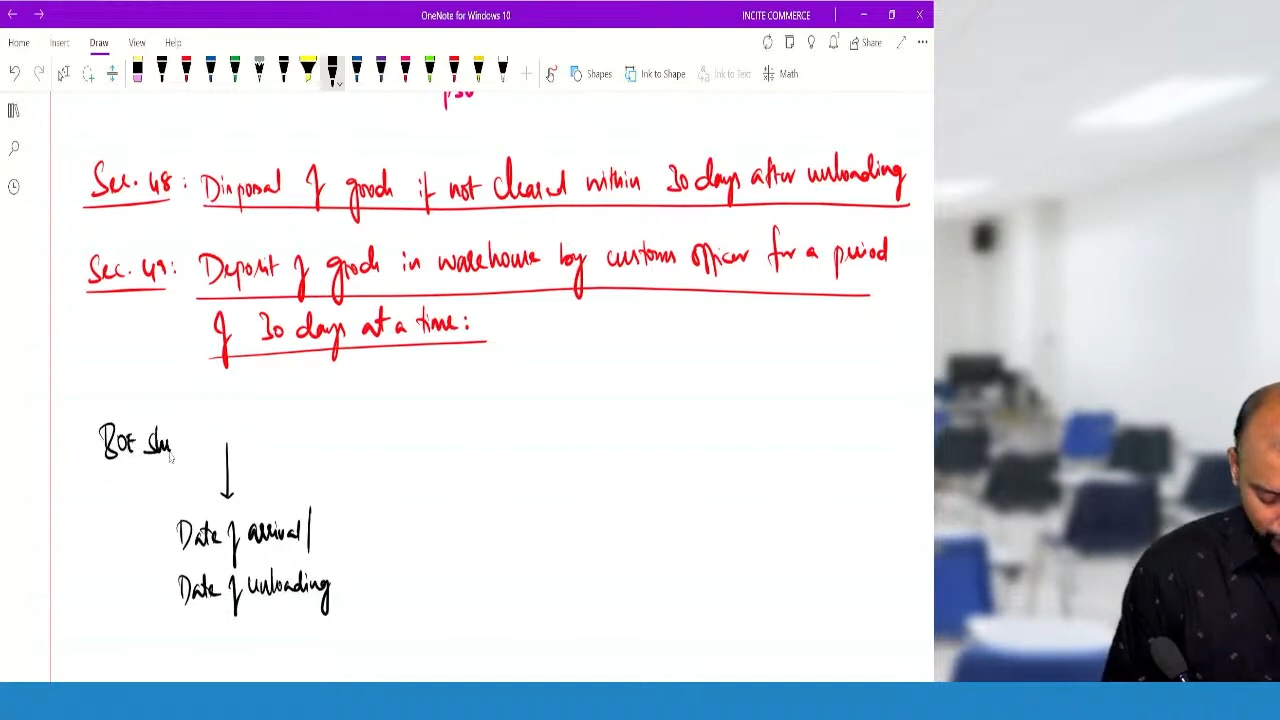 OneNote for Windows 10
INCITE COMMERCE
Home Insert Draw View Help
Share
Shapes Ink to Shape Ink to Text Math
Sec. 48: Disposal of goods if not cleared within 30 days after unloading
Sec. 49: Deposit of goods in warehouse by customs officer for a period
of 30 days at a time:
BOE
Date of arrival/
Date of unloading